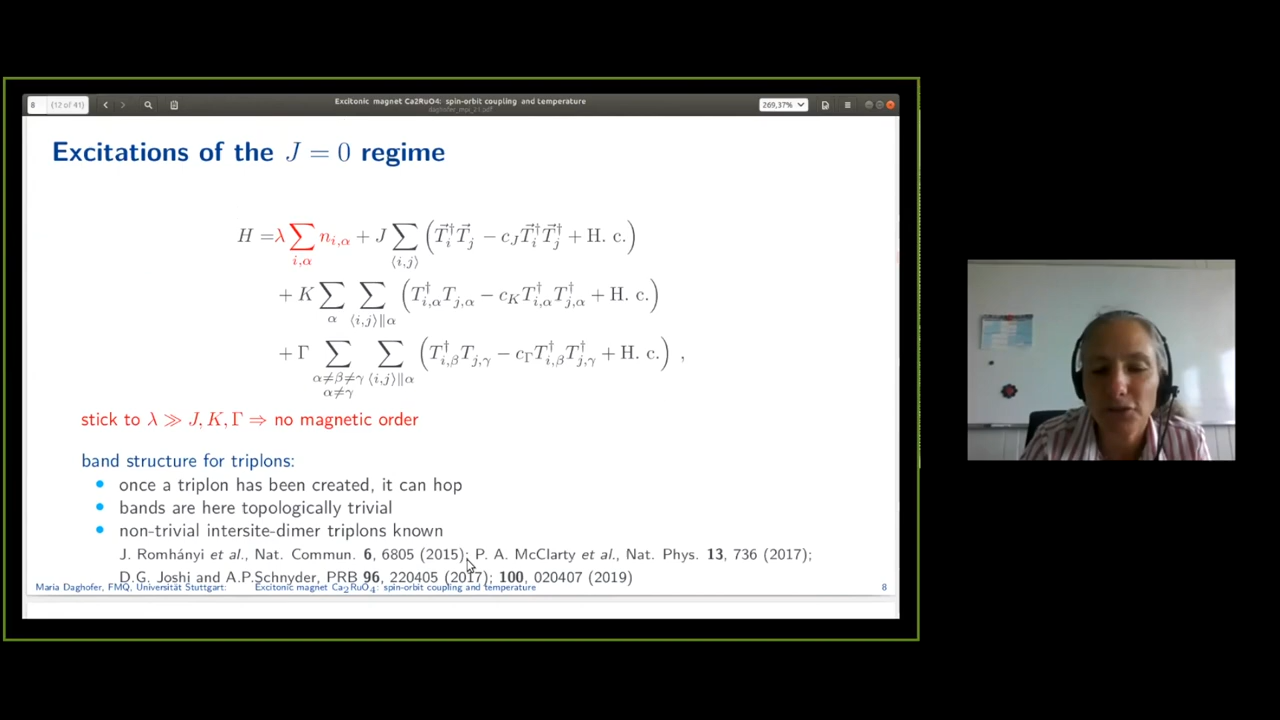 8 (12 of 41) Excitonic magnet Ca2RuO4: spin-orbit coupling and temperature 269,37%
daghofer_mpi_21.pdf
Excitations of the J = 0 regime
H =λ ∑_{i,α} n_{i,α} + J ∑_{⟨i,j⟩} ( T⃗_i^† T⃗_j − c_J T⃗_i^† T⃗_j^† + H. c. )
+ K ∑_α ∑_{⟨i,j⟩∥α} ( T_{i,α}^† T_{j,α} − c_K T_{i,α}^† T_{j,α}^† + H. c. )
+ Γ ∑_{α≠β≠γ α≠γ} ∑_{⟨i,j⟩∥α} ( T_{i,β}^† T_{j,γ} − c_Γ T_{i,β}^† T_{j,γ}^† + H. c. ) ,
stick to λ ≫ J, K, Γ ⇒ no magnetic order
band structure for triplons:
• once a triplon has been created, it can hop
• bands are here topologically trivial
• non-trivial intersite-dimer triplons known
J. Romhányi et al., Nat. Commun. 6, 6805 (2015); P. A. McClarty et al., Nat. Phys. 13, 736 (2017);
D.G. Joshi and A.P.Schnyder, PRB 96, 220405 (2017); 100, 020407 (2019)
Maria Daghofer, FMQ, Universität Stuttgart: Excitonic magnet Ca₂RuO₄: spin-orbit coupling and temperature 8